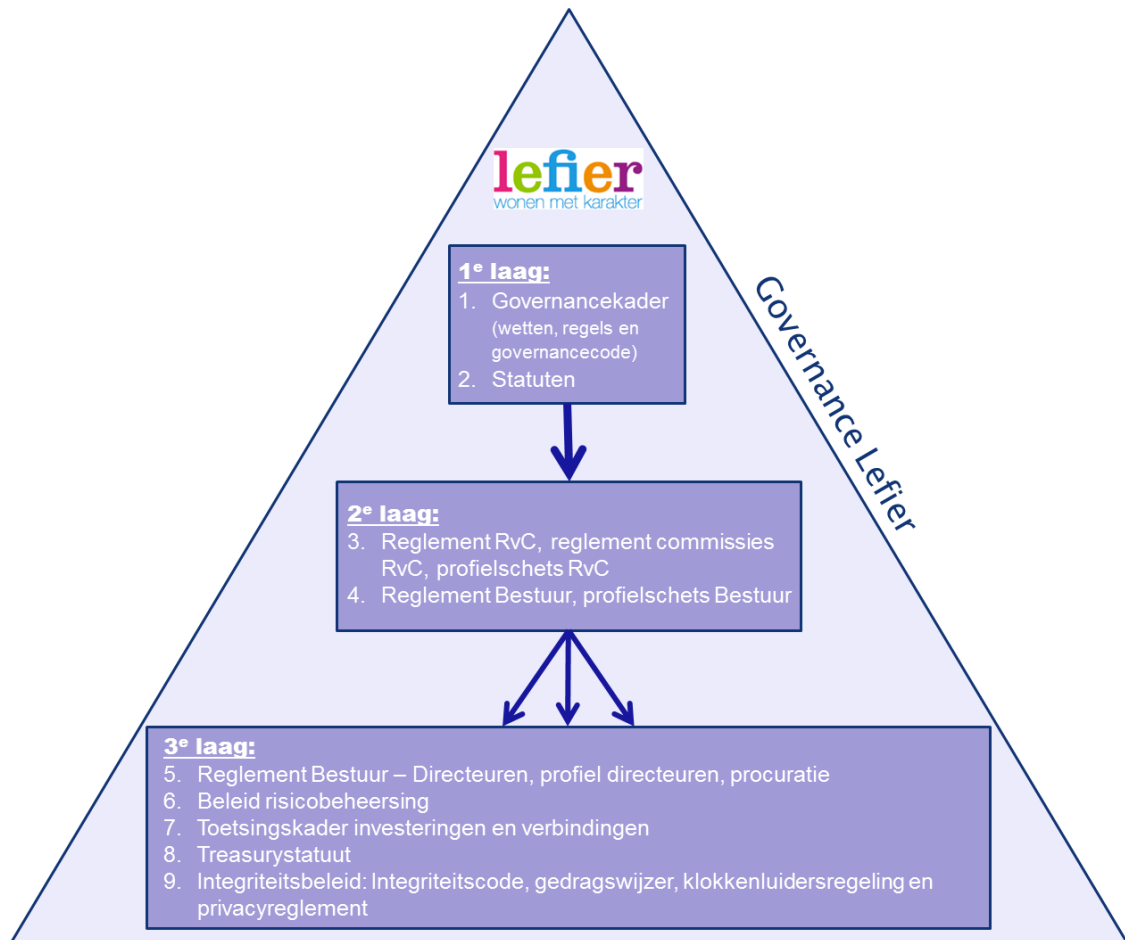 lefier
wonen met karakter
1e laag:
1. Governancekader
(wetten, regels en
governancecode)
2. Statuten
Governance Lefier
2e laag:
3. Reglement RvC, reglement commissies
RvC, profielschets RvC
4. Reglement Bestuur, profielschets Bestuur
3e laag:
5. Reglement Bestuur – Directeuren, profiel directeuren, procuratie
6. Beleid risicobeheersing
7. Toetsingskader investeringen en verbindingen
8. Treasurystatuut
9. Integriteitsbeleid: Integriteitscode, gedragswijzer, klokkenluidersregeling en
privacyreglement